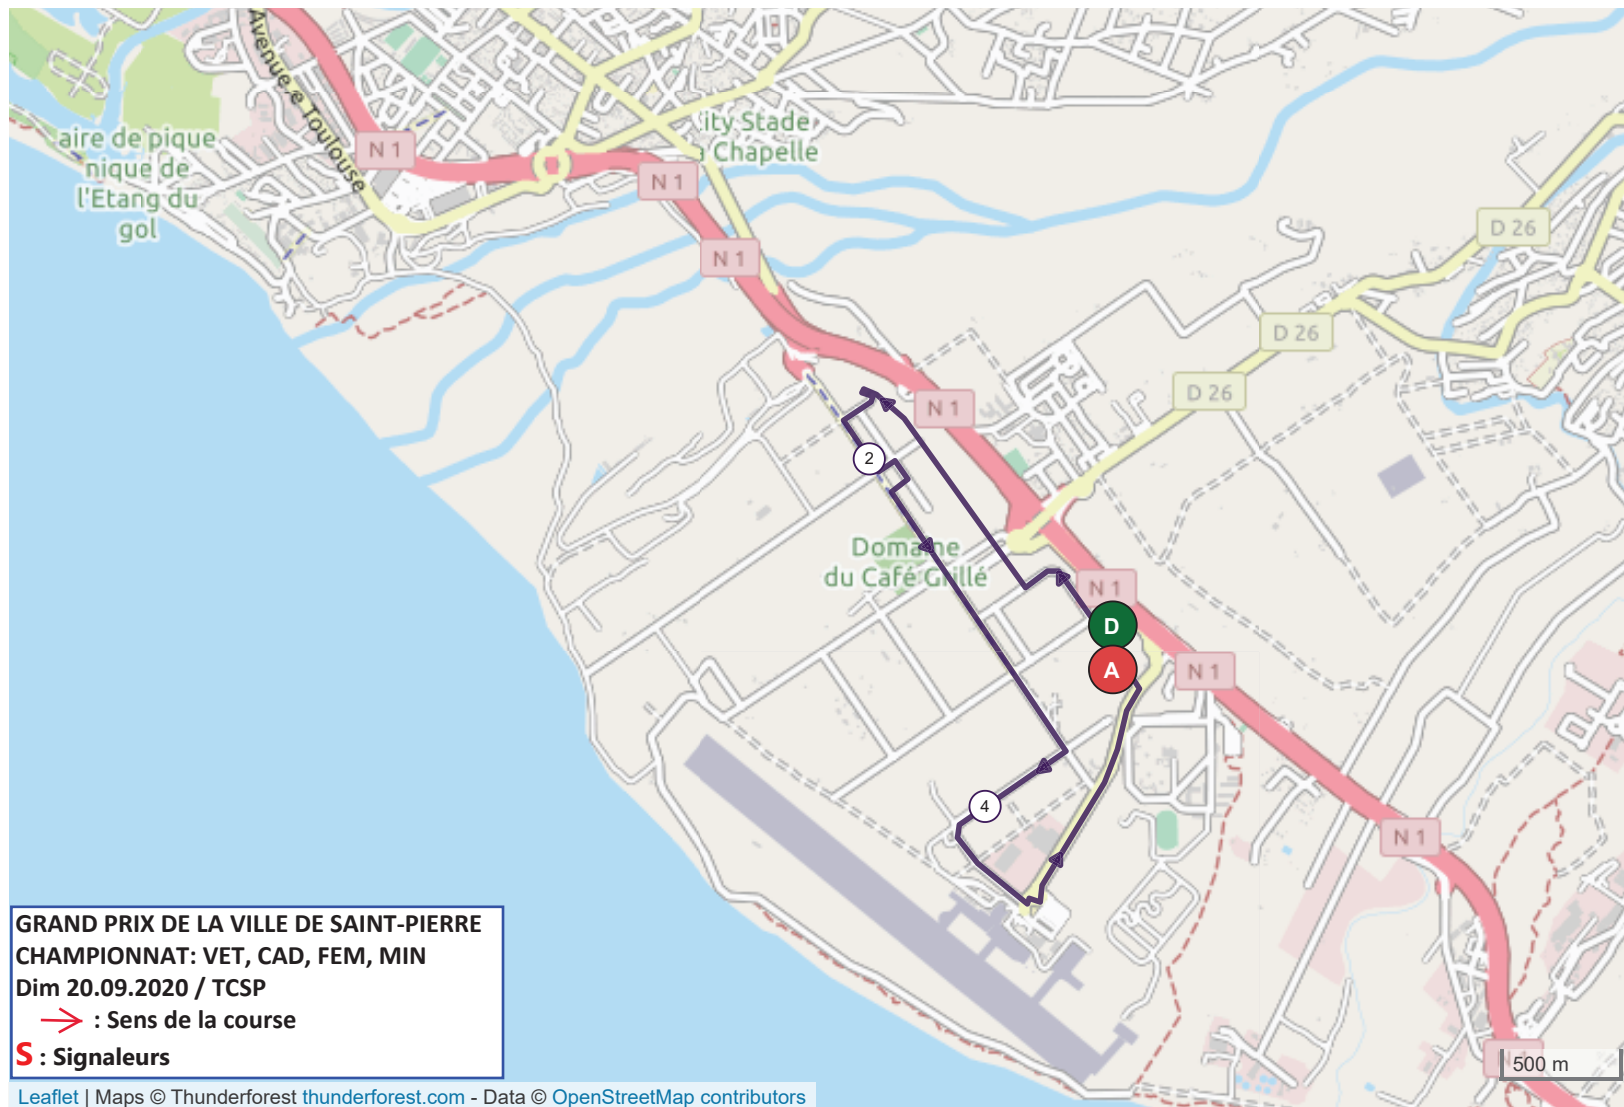 Avenue
e Toulouse
aire de pique
nique de
l'Etang du
gol
N 1
ity Stade
Chapelle
N 1
N 1
D 26
D 26
D 26
N 1
2
Domaine
du Café Grillé
N 1
D
A
N 1
4
N 1
GRAND PRIX DE LA VILLE DE SAINT-PIERRE
CHAMPIONNAT: VET, CAD, FEM, MIN
Dim 20.09.2020 / TCSP
: Sens de la course
S : Signaleurs
500 m
Leaflet | Maps © Thunderforest thunderforest.com - Data © OpenStreetMap contributors